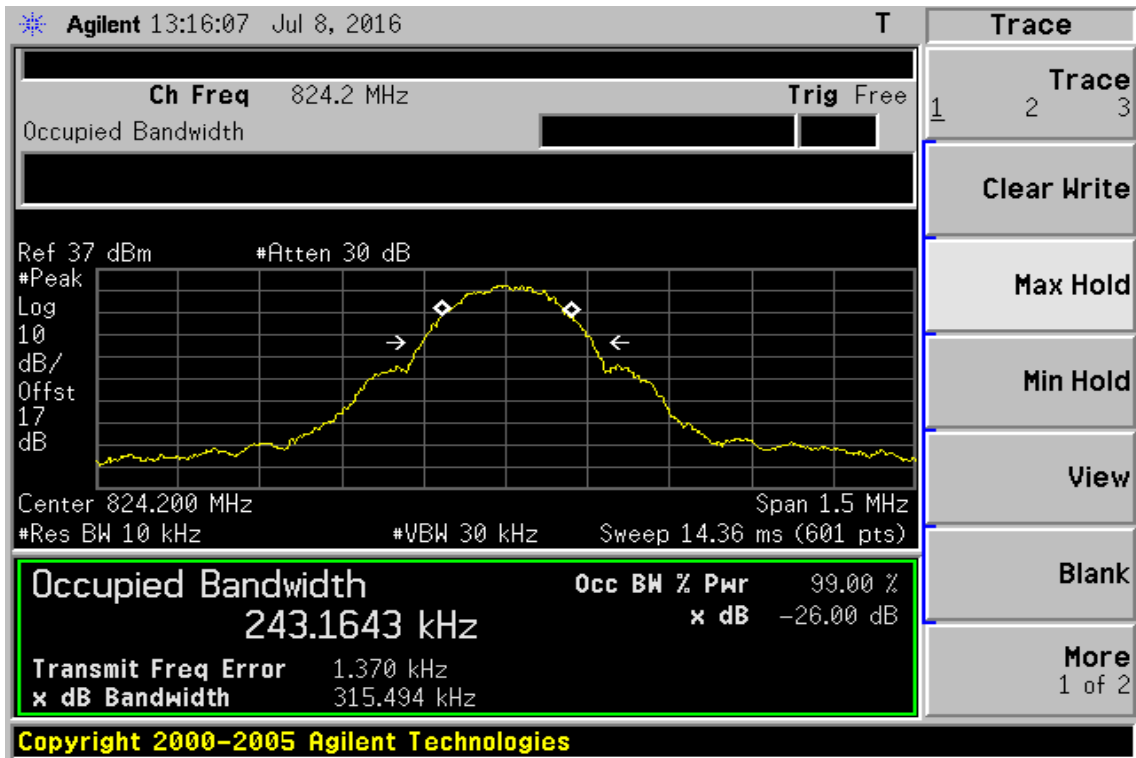 Agilent 13:16:07 Jul 8, 2016 T
Trace
Ch Freq 824.2 MHz Trig Free
Occupied Bandwidth
Trace
1 2 3
Clear Write
Max Hold
Min Hold
View
Blank
More
1 of 2
Ref 37 dBm #Atten 30 dB
#Peak
Log
10
dB/
Offst
17
dB
Center 824.200 MHz Span 1.5 MHz
#Res BW 10 kHz #VBW 30 kHz Sweep 14.36 ms (601 pts)
Occupied Bandwidth
243.1643 kHz
Occ BW % Pwr 99.00 %
x dB -26.00 dB
Transmit Freq Error 1.370 kHz
x dB Bandwidth 315.494 kHz
Copyright 2000-2005 Agilent Technologies